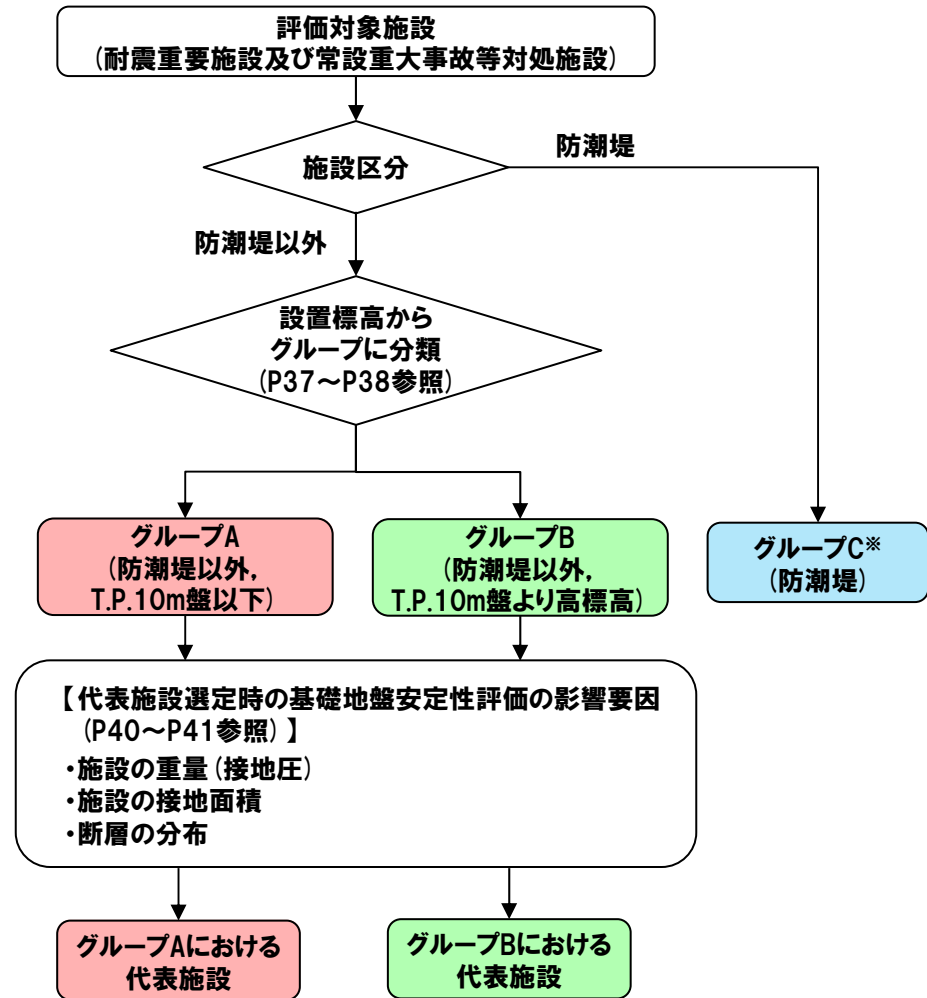 評価対象施設
(耐震重要施設及び常設重大事故等対処施設)
施設区分
防潮堤
防潮堤以外
設置標高から
グループに分類
(P37～P38参照)
グループA
(防潮堤以外,
T.P.10m盤以下)
グループB
(防潮堤以外,
T.P.10m盤より高標高)
グループC※
(防潮堤)
【代表施設選定時の基礎地盤安定性評価の影響要因
(P40～P41参照)】
・施設の重量(接地圧)
・施設の接地面積
・断層の分布
グループAにおける
代表施設
グループBにおける
代表施設